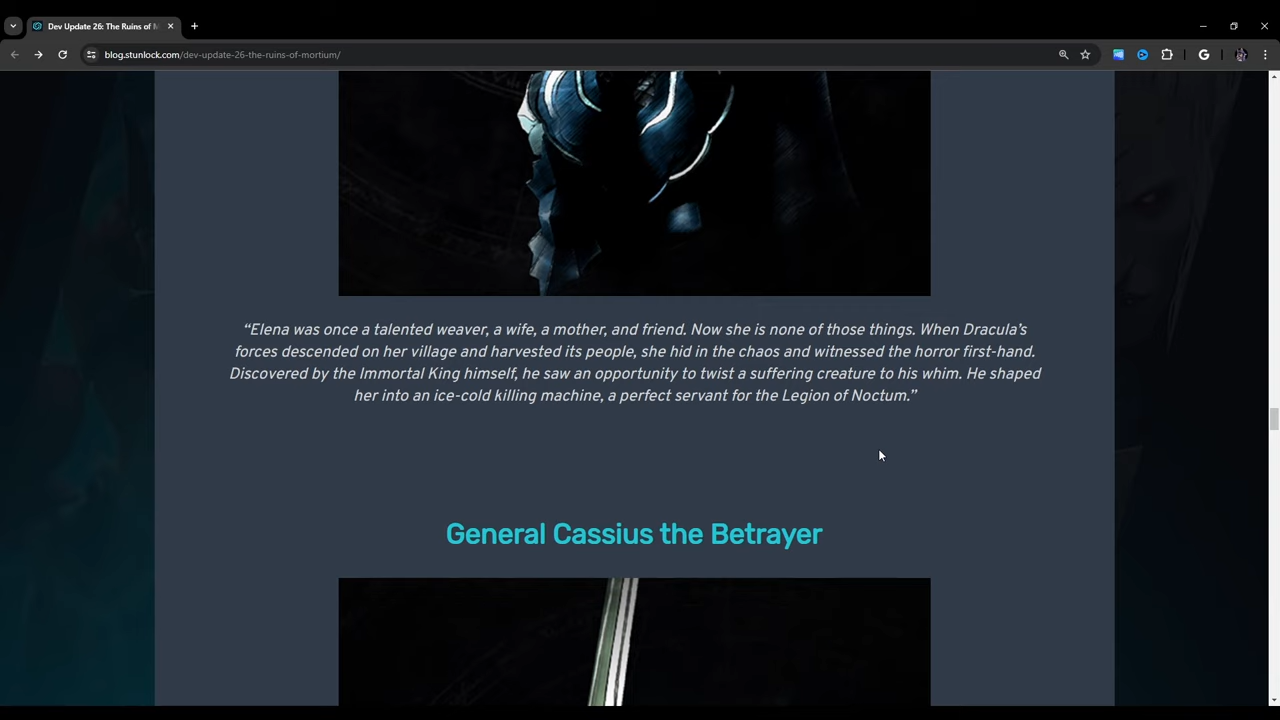 Dev Update 26: The Ruins of M
blog.stunlock.com/dev-update-26-the-ruins-of-mortium/
“Elena was once a talented weaver, a wife, a mother, and friend. Now she is none of those things. When Dracula’s
forces descended on her village and harvested its people, she hid in the chaos and witnessed the horror first-hand.
Discovered by the Immortal King himself, he saw an opportunity to twist a suffering creature to his whim. He shaped
her into an ice-cold killing machine, a perfect servant for the Legion of Noctum.”
General Cassius the Betrayer